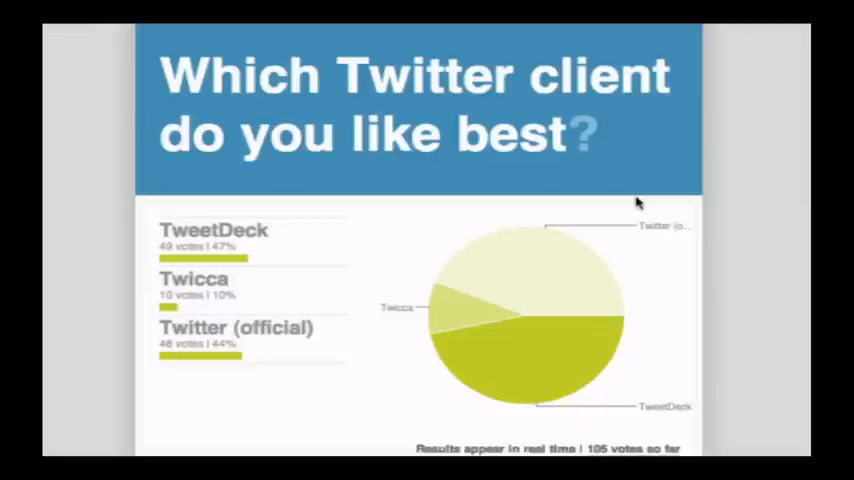 Which Twitter client
do you like best?
TweetDeck
49 votes | 47%
Twicca
10 votes | 10%
Twitter (official)
46 votes | 44%
Twitter (o...
Twicca
TweetDeck
Results appear in real time | 105 votes so far